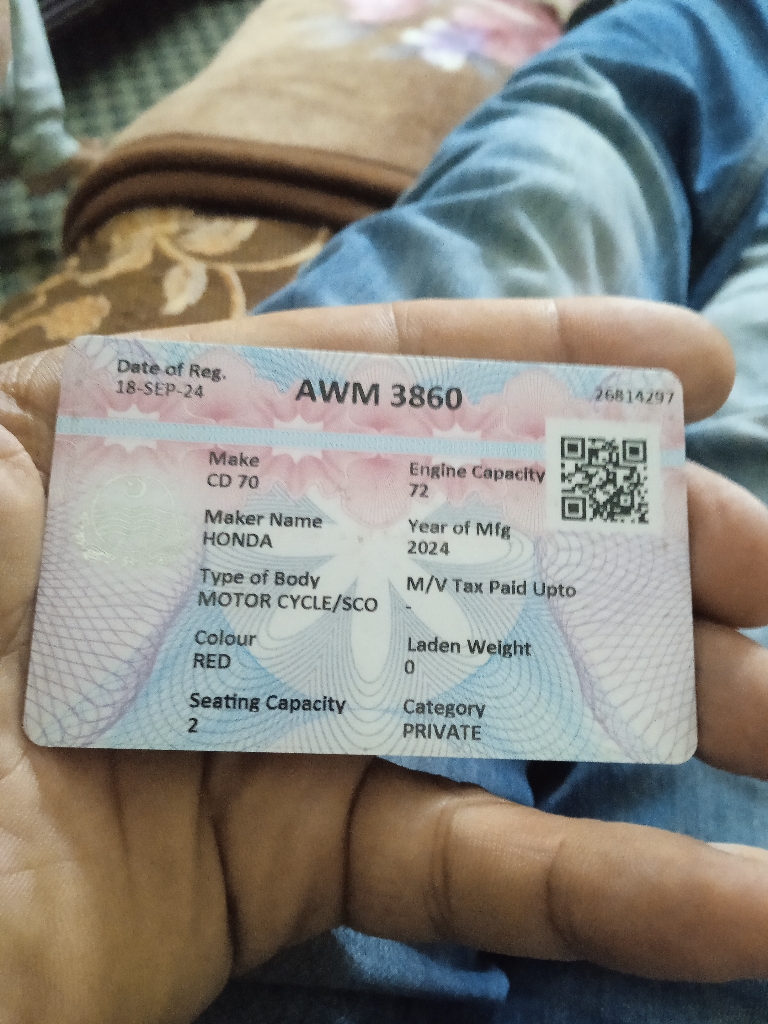 Date of Reg.
18-SEP-24
AWM 3860
26814297
Make
CD 70
Engine Capacity
72
Maker Name
HONDA
Year of Mfg
2024
Type of Body
MOTOR CYCLE/SCO
M/V Tax Paid Upto
-
Colour
RED
Laden Weight
0
Seating Capacity
2
Category
PRIVATE